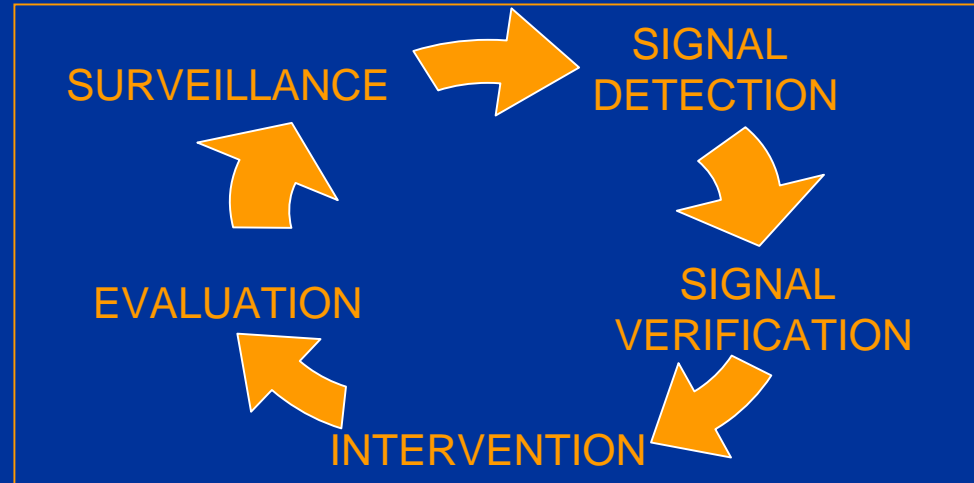 SURVEILLANCE
SIGNAL
DETECTION
SIGNAL
VERIFICATION
INTERVENTION
EVALUATION